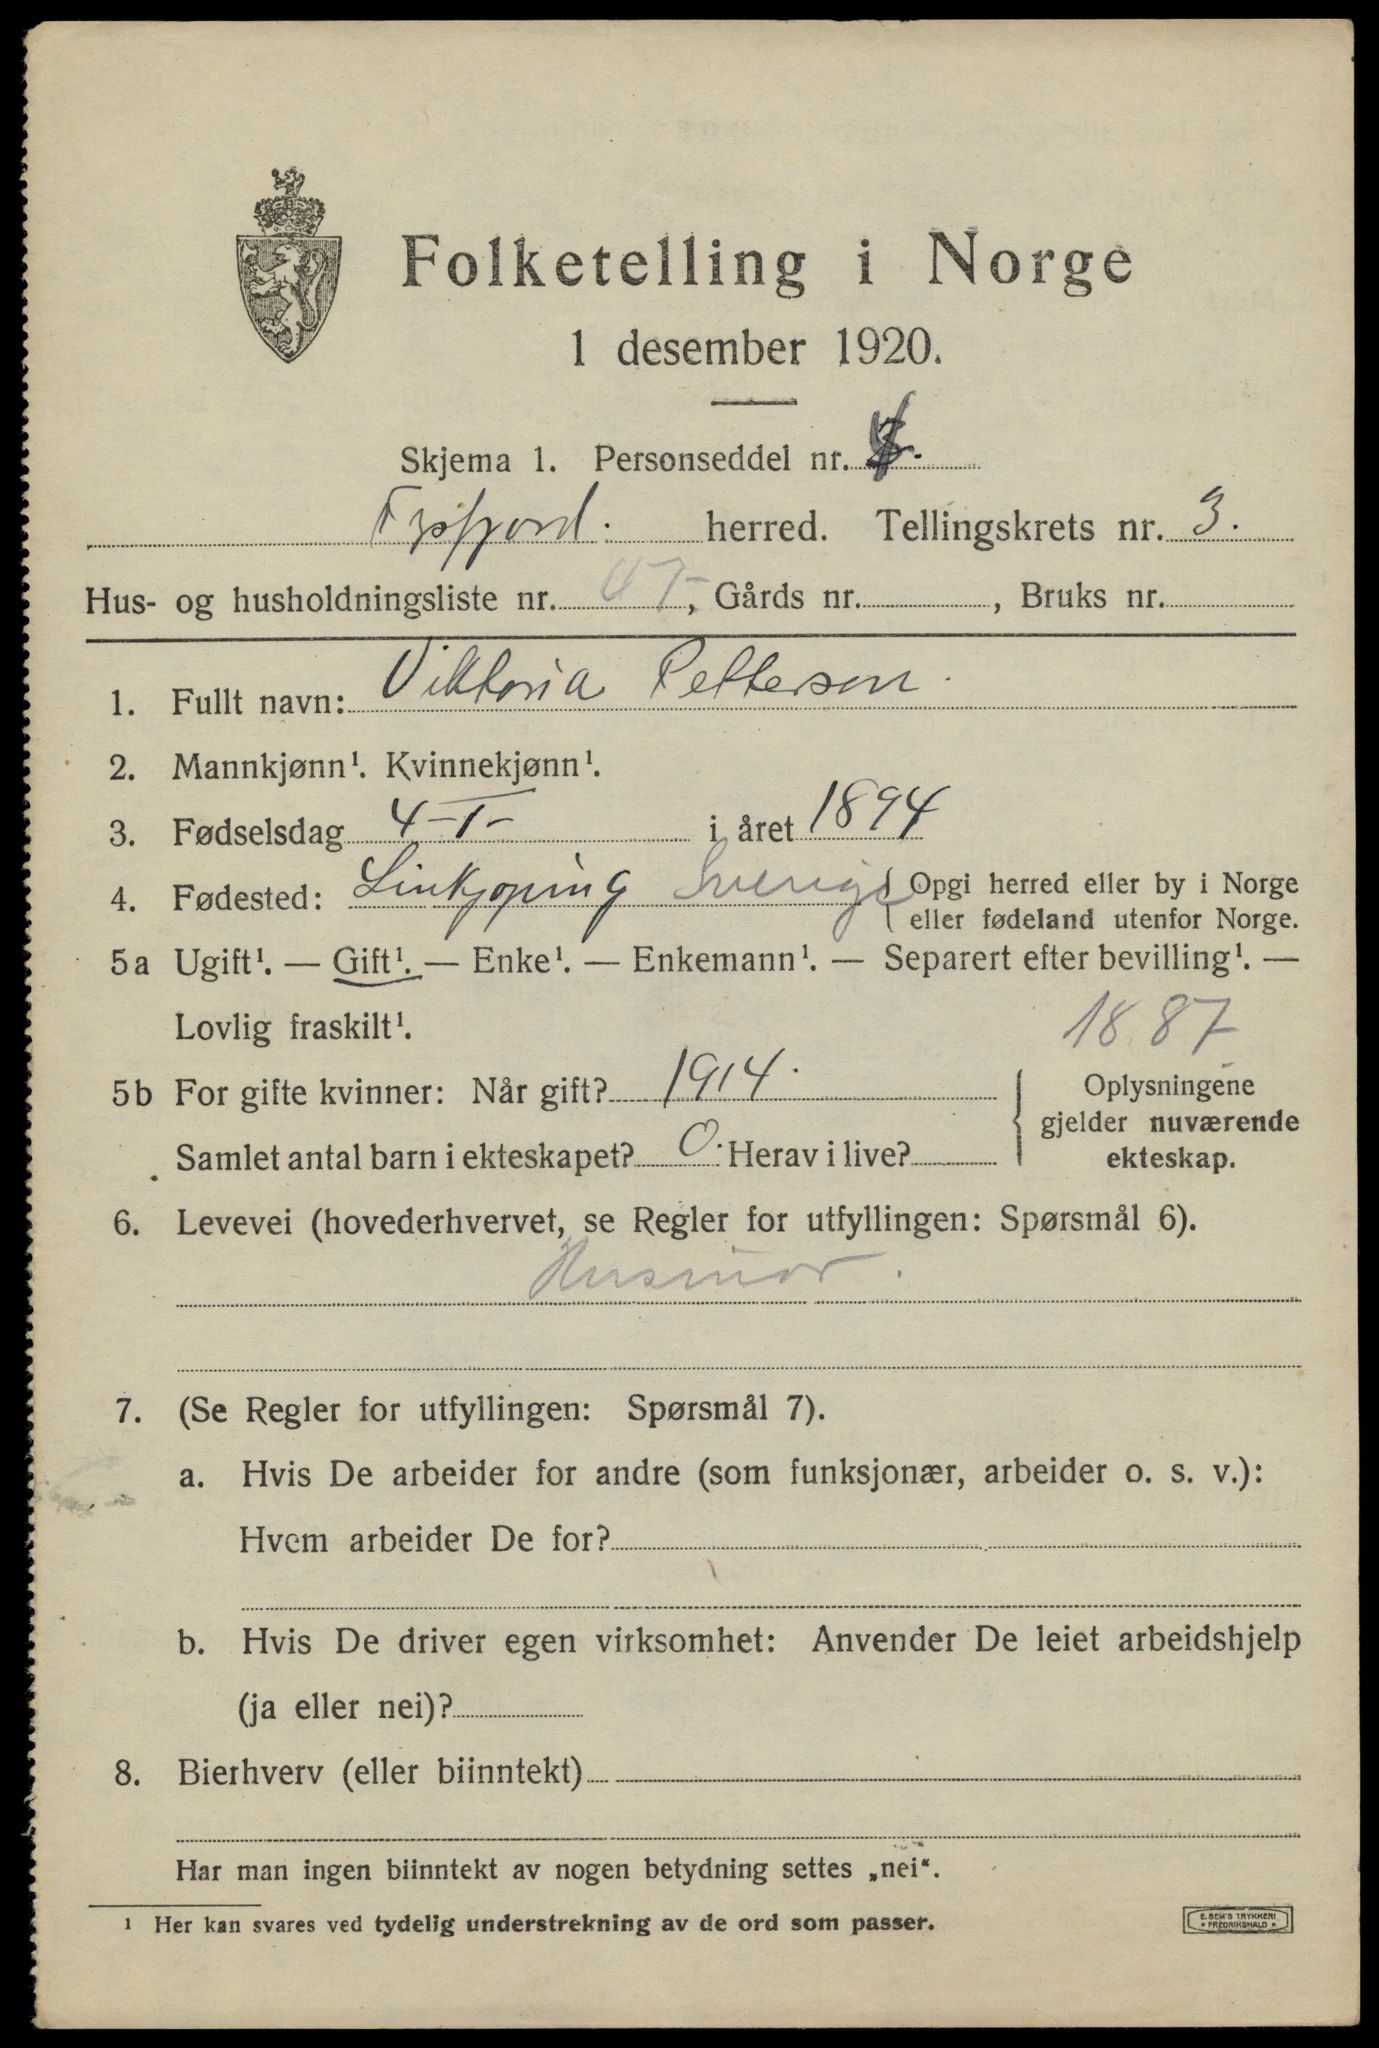 Folketelling i Norge
1 desember 1920.
Skjema 1. Personseddel nr.
Tysfjord. herred. Tellingskrets nr. 3.
Hus- og husholdningsliste nr. 47, Gårds nr. , Bruks nr.
1. Fullt navn: Viktoria Petterson.
2. Mannkjønn¹. Kvinnekjønn¹.
3. Fødselsdag 4-I- i året 1894
4. Fødested: Linkjøping Sverige { Opgi herred eller by i Norge
eller fødeland utenfor Norge.
5a Ugift¹. — Gift¹. — Enke¹. — Enkemann¹. — Separert efter bevilling¹. —
Lovlig fraskilt¹. 1887
5b For gifte kvinner: Når gift? 1914. { Oplysningene
gjelder nuværende
Samlet antal barn i ekteskapet? 0. Herav i live? ekteskap.
6. Levevei (hovederhvervet, se Regler for utfyllingen: Spørsmål 6).
Husmor.
7. (Se Regler for utfyllingen: Spørsmål 7).
a. Hvis De arbeider for andre (som funksjonær, arbeider o. s. v.):
Hvem arbeider De for?
b. Hvis De driver egen virksomhet: Anvender De leiet arbeidshjelp
(ja eller nei)?
8. Bierhverv (eller biinntekt)
Har man ingen biinntekt av nogen betydning settes „nei“.
¹ Her kan svares ved tydelig understrekning av de ord som passer.
E. SEM'S TRYKKERI
• FREDRIKSHALD •